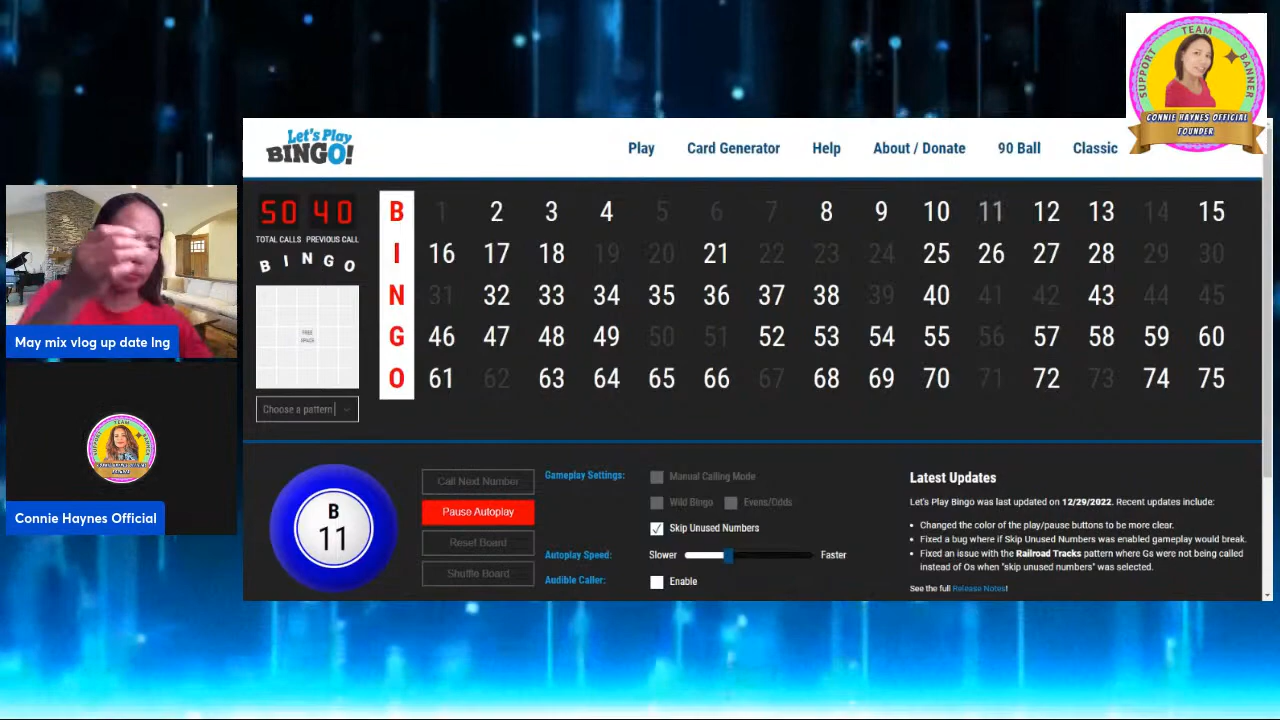 SUPPORT TEAM BANNER
CONNIE HAYNES OFFICIAL
FOUNDER
Let's Play
BINGO!
Play Card Generator Help About / Donate 90 Ball Classic
50 40
TOTAL CALLS PREVIOUS CALL
BINGO
FREE
SPACE
Choose a pattern
B 1 2 3 4 5 6 7 8 9 10 11 12 13 14 15
I 16 17 18 19 20 21 22 23 24 25 26 27 28 29 30
N 31 32 33 34 35 36 37 38 39 40 41 42 43 44 45
G 46 47 48 49 50 51 52 53 54 55 56 57 58 59 60
O 61 62 63 64 65 66 67 68 69 70 71 72 73 74 75
May mix vlog up date lng
SUPPORT TEAM BANNER
Connie Haynes Official
B
11
Call Next Number
Pause Autoplay
Reset Board
Shuffle Board
Gameplay Settings:
Manual Calling Mode
Wild Bingo Evens/Odds
Skip Unused Numbers
Autoplay Speed: Slower Faster
Audible Caller: Enable
Latest Updates
Let's Play Bingo was last updated on 12/29/2022. Recent updates include:
Changed the color of the play/pause buttons to be more clear.
Fixed a bug where if Skip Unused Numbers was enabled gameplay would break.
Fixed an issue with the Railroad Tracks pattern where Gs were not being called
instead of Os when "skip unused numbers" was selected.
See the full Release Notes!